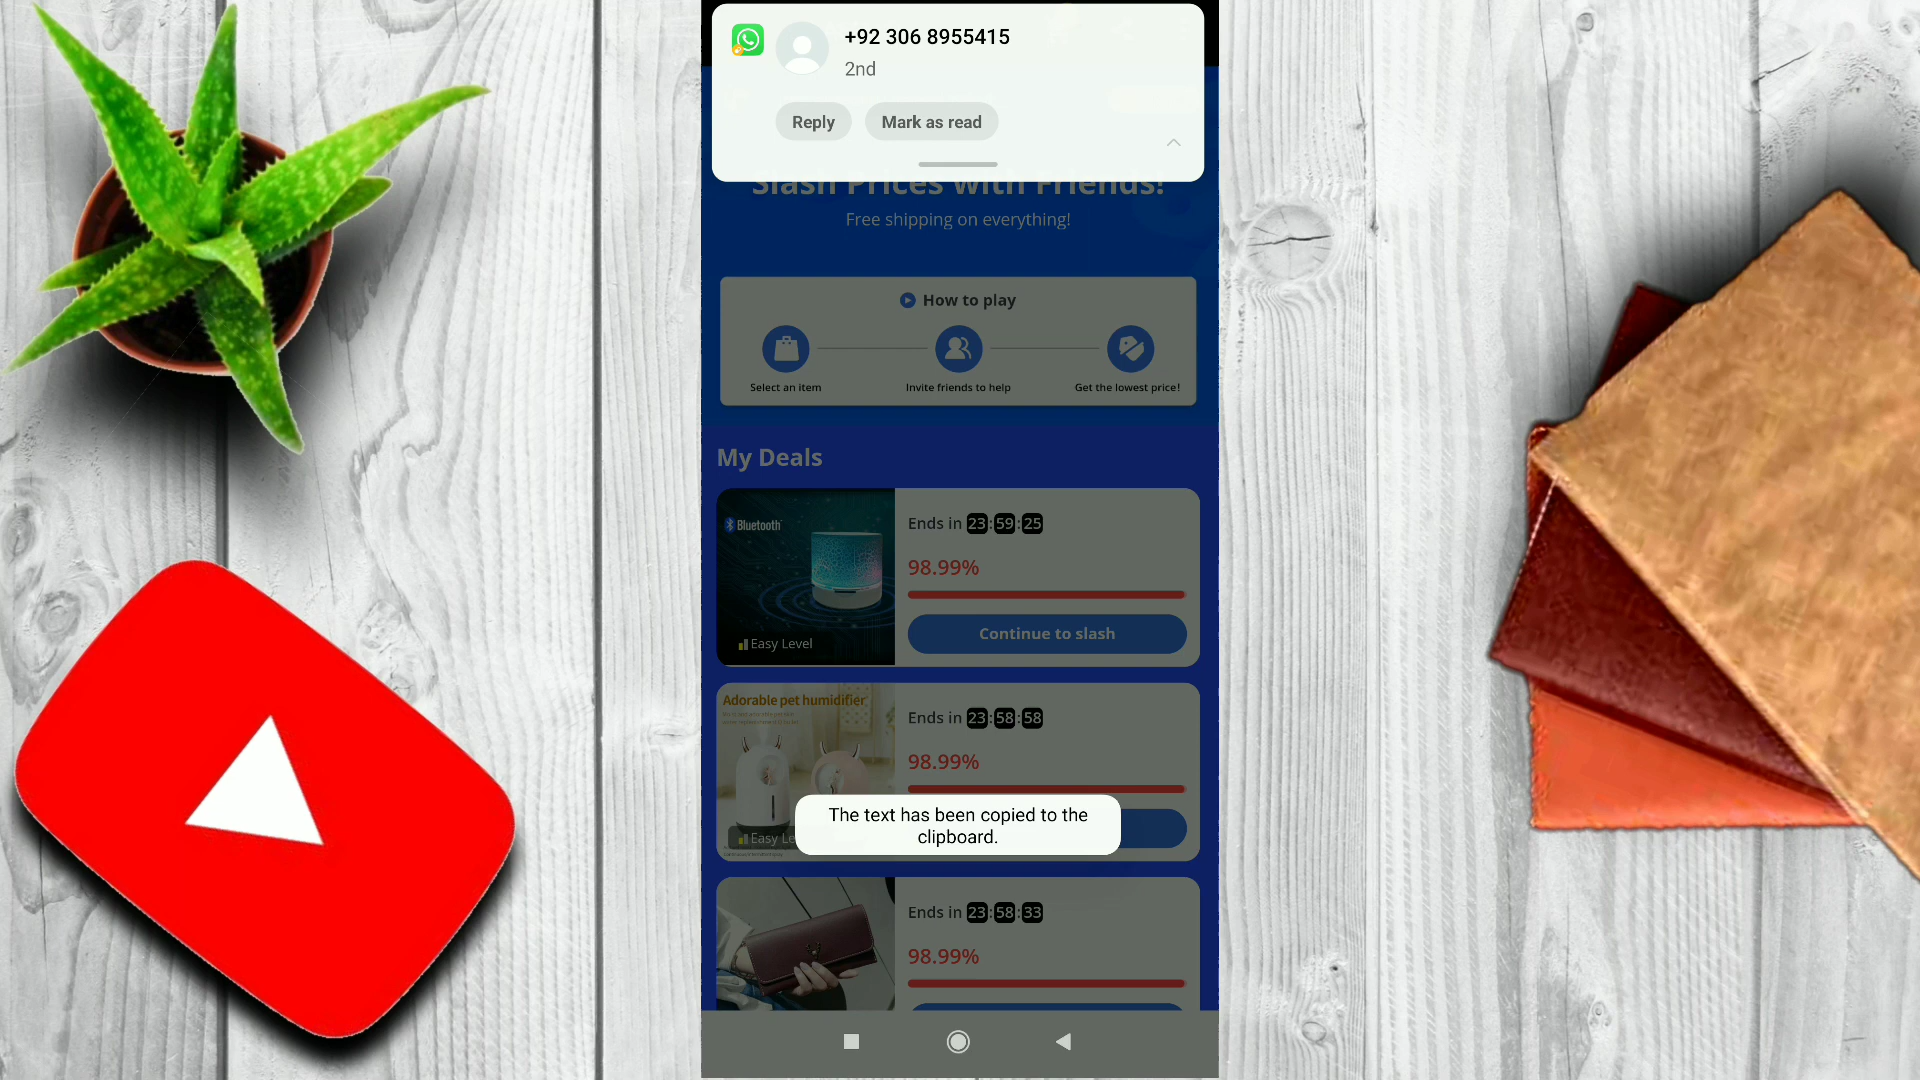 +92 306 8955415
2nd
Reply
Mark as read
Slash Prices with Friends!
Free shipping on everything!
How to play
Select an item
Invite friends to help
Get the lowest price!
My Deals
Bluetooth
Easy Level
Ends in 23:59:25
98.99%
Continue to slash
Adorable pet humidifier
Ends in 23:58:58
98.99%
Easy
The text has been copied to the
clipboard.
Ends in 23:58:33
98.99%